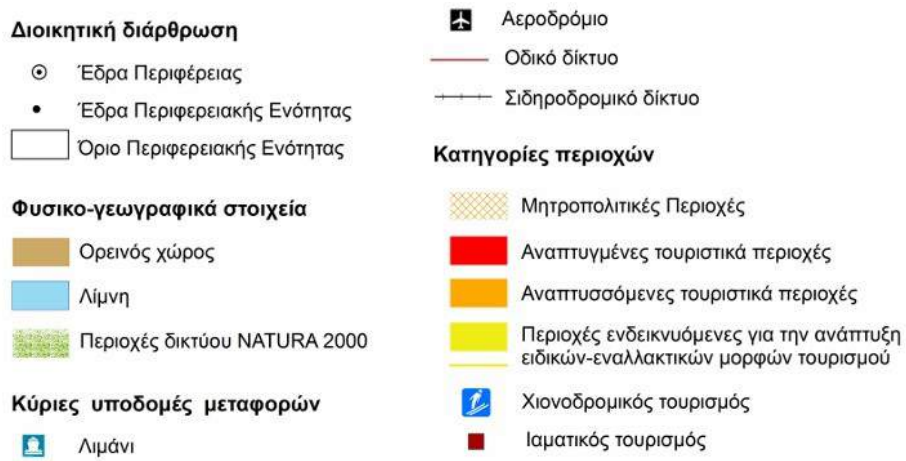 Διοικητική διάρθρωση
Έδρα Περιφέρειας
Έδρα Περιφερειακής Ενότητας
Όριο Περιφερειακής Ενότητας
Φυσικο-γεωγραφικά στοιχεία
Ορεινός χώρος
Λίμνη
Περιοχές δικτύου NATURA 2000
Κύριες υποδομές μεταφορών
Λιμάνι
Αεροδρόμιο
Οδικό δίκτυο
Σιδηροδρομικό δίκτυο
Κατηγορίες περιοχών
Μητροπολιτικές Περιοχές
Αναπτυγμένες τουριστικά περιοχές
Αναπτυσσόμενες τουριστικά περιοχές
Περιοχές ενδεικνυόμενες για την ανάπτυξη
ειδικών-εναλλακτικών μορφών τουρισμού
Χιονοδρομικός τουρισμός
Ιαματικός τουρισμός